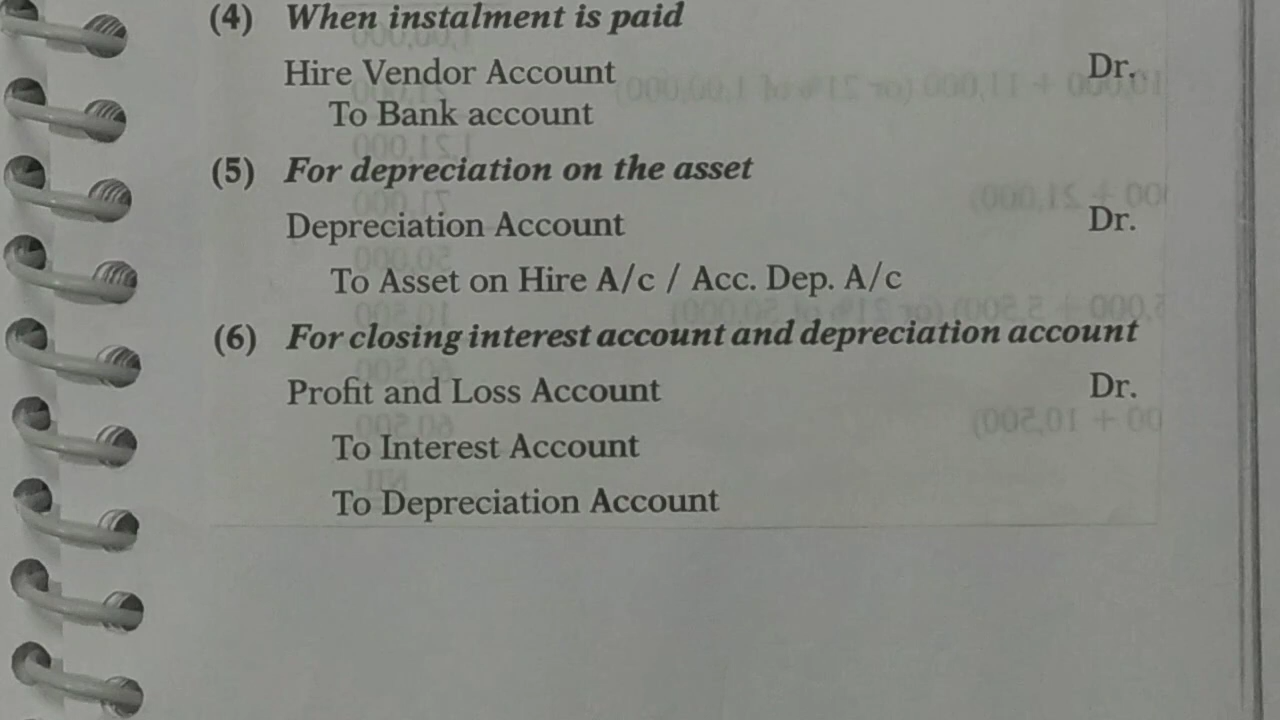 (4) When instalment is paid
Hire Vendor Account Dr.
To Bank account
(5) For depreciation on the asset
Depreciation Account Dr.
To Asset on Hire A/c / Acc. Dep. A/c
(6) For closing interest account and depreciation account
Profit and Loss Account Dr.
To Interest Account
To Depreciation Account